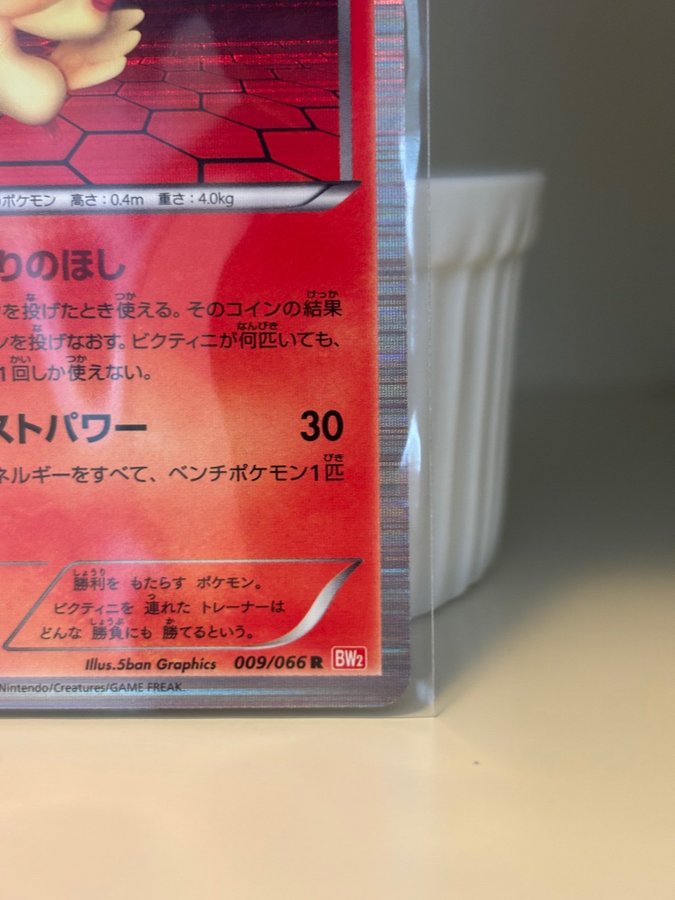 ポケモン 高さ：0.4m 重さ：4.0kg
りのほし
を投げたとき使える。そのコインの結果
ンを投げなおす。ビクティニが何匹いても、
1回しか使えない。
ストパワー 30
ネルギーをすべて、ベンチポケモン1匹
勝利を もたらす ポケモン。
ビクティニを 連れた トレーナーは
どんな 勝負にも 勝てるという。
Illus.5ban Graphics 009/066 R BW2
Nintendo/Creatures/GAME FREAK.